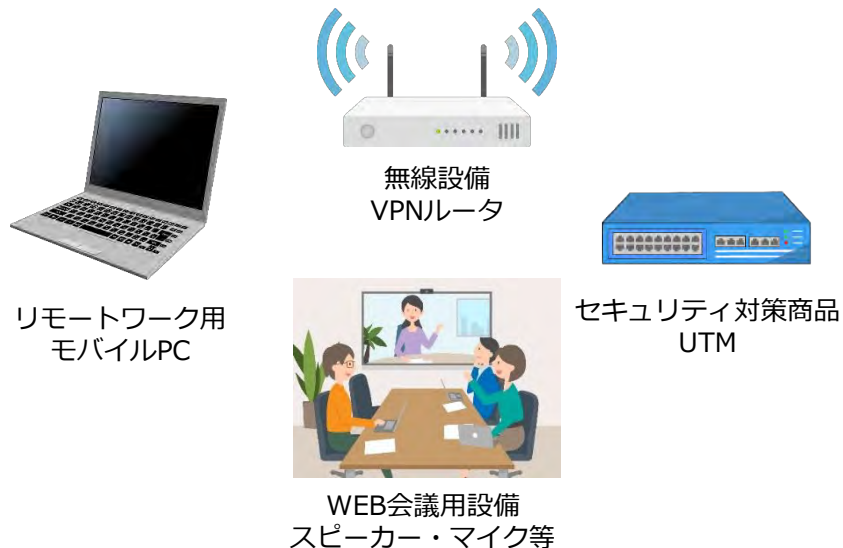 無線設備
VPNルータ
リモートワーク用
モバイルPC
セキュリティ対策商品
UTM
WEB会議用設備
スピーカー・マイク等